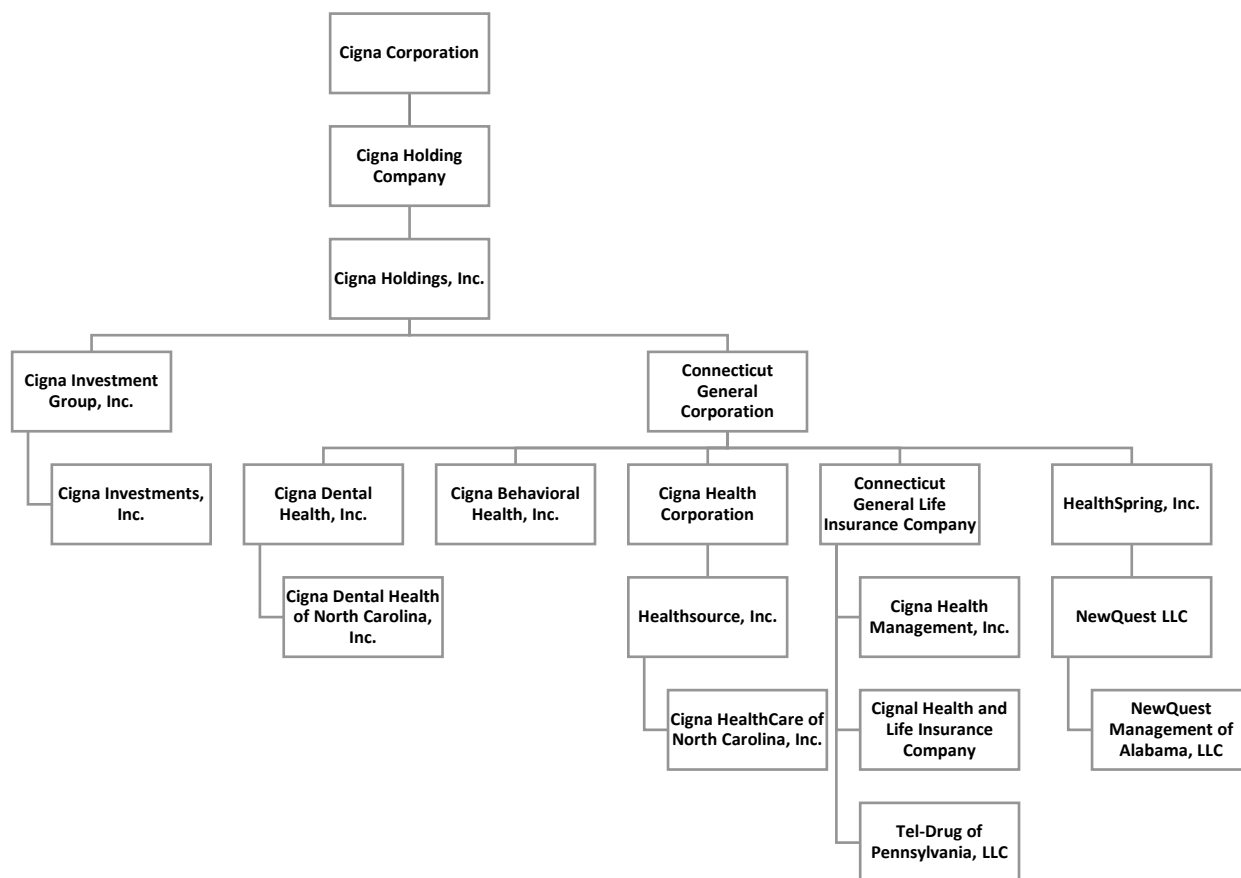 Cigna Corporation
Cigna Holding
Company
Cigna Holdings, Inc.
Cigna Investment
Group, Inc.
Connecticut
General
Corporation
Cigna Investments,
Inc.
Cigna Dental
Health, Inc.
Cigna Behavioral
Health, Inc.
Cigna Health
Corporation
Connecticut
General Life
Insurance Company
HealthSpring, Inc.
Cigna Dental Health
of North Carolina,
Inc.
Healthsource, Inc.
Cigna Health
Management, Inc.
NewQuest LLC
Cigna HealthCare of
North Carolina, Inc.
Cignal Health and
Life Insurance
Company
NewQuest
Management of
Alabama, LLC
Tel-Drug of
Pennsylvania, LLC